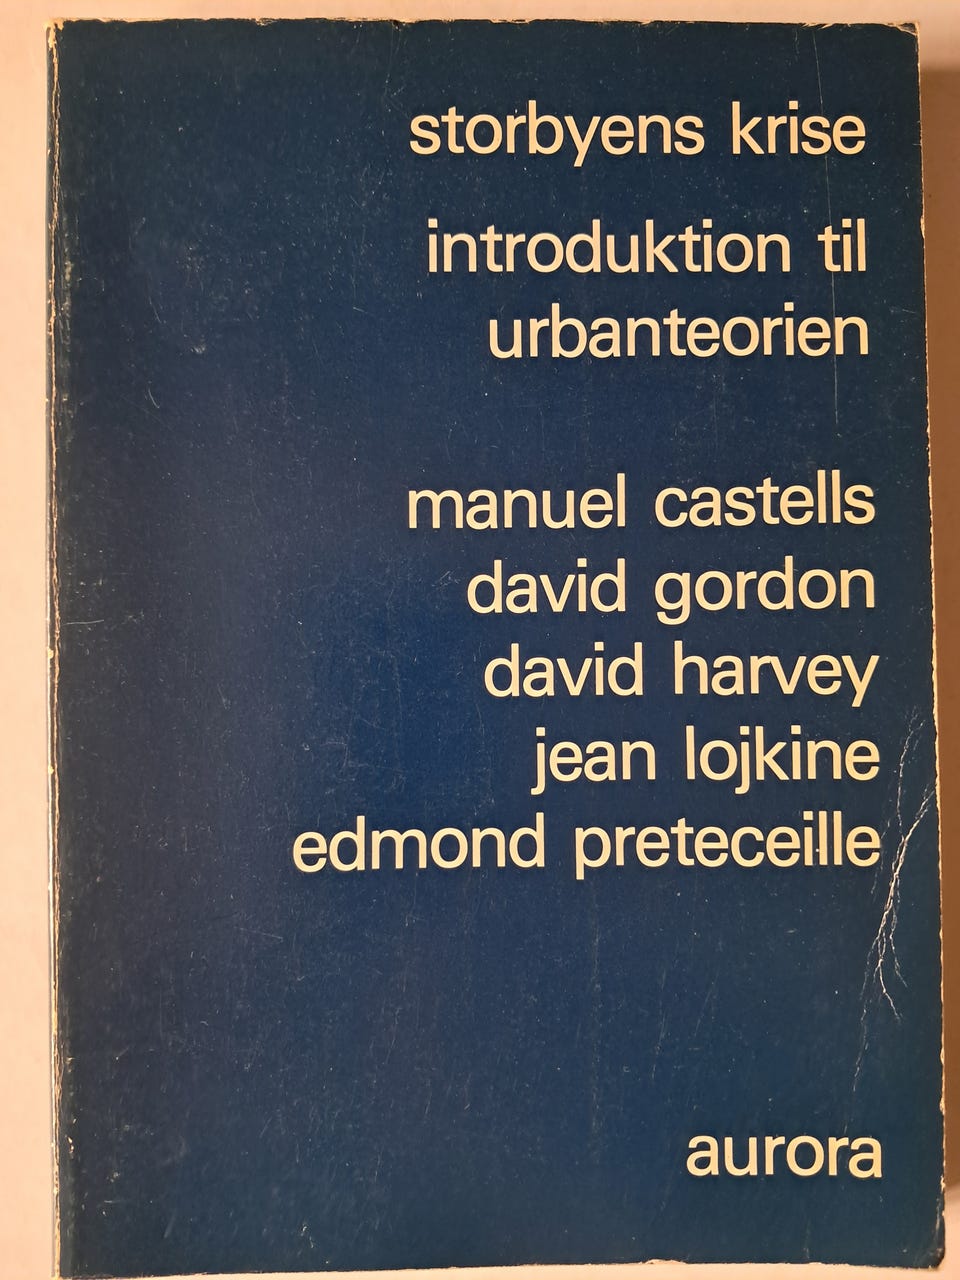 storbyens krise
introduktion til
urbanteorien
manuel castells
david gordon
david harvey
jean lojkine
edmond preteceille
aurora